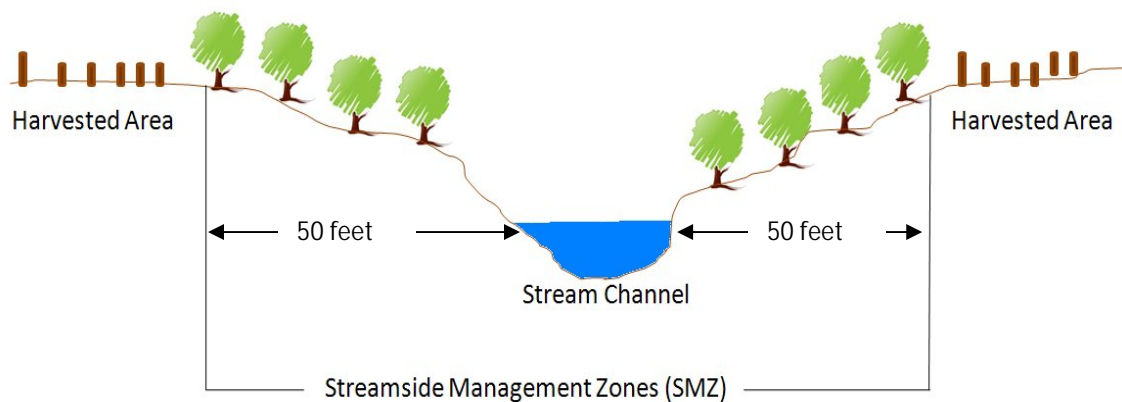 Harvested Area
Harvested Area
50 feet
50 feet
Stream Channel
Streamside Management Zones (SMZ)